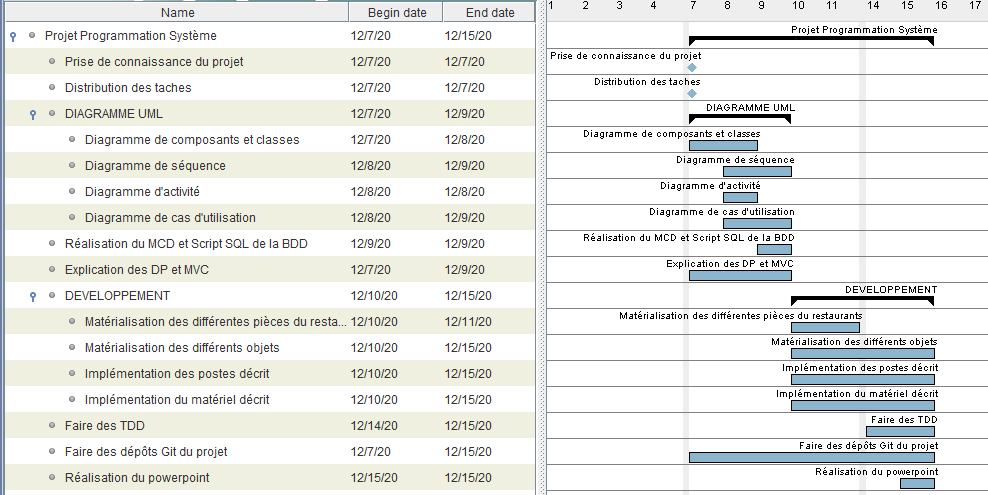 Name Begin date End date
1 2 3 4 7 8 9 10 11 14 15 16 17
Projet Programmation Système 12/7/20 12/15/20 Projet Programmation Système
Prise de connaissance du projet 12/7/20 12/7/20 Prise de connaissance du projet
Distribution des taches 12/7/20 12/7/20 Distribution des taches
DIAGRAMME UML 12/7/20 12/9/20 DIAGRAMME UML
Diagramme de composants et classes 12/7/20 12/8/20 Diagramme de composants et classes
Diagramme de séquence 12/8/20 12/9/20 Diagramme de séquence
Diagramme d'activité 12/8/20 12/8/20 Diagramme d'activité
Diagramme de cas d'utilisation 12/8/20 12/9/20 Diagramme de cas d'utilisation
Réalisation du MCD et Script SQL de la BDD 12/9/20 12/9/20 Réalisation du MCD et Script SQL de la BDD
Explication des DP et MVC 12/7/20 12/9/20 Explication des DP et MVC
DEVELOPPEMENT 12/10/20 12/15/20 DEVELOPPEMENT
Matérialisation des différentes pièces du resta... 12/10/20 12/11/20 Matérialisation des différentes pièces du restaurants
Matérialisation des différents objets 12/10/20 12/15/20 Matérialisation des différents objets
Implémentation des postes décrit 12/10/20 12/15/20 Implémentation des postes décrit
Implémentation du matériel décrit 12/10/20 12/15/20 Implémentation du matériel décrit
Faire des TDD 12/14/20 12/15/20 Faire des TDD
Faire des dépôts Git du projet 12/7/20 12/15/20 Faire des dépôts Git du projet
Réalisation du powerpoint 12/15/20 12/15/20 Réalisation du powerpoint